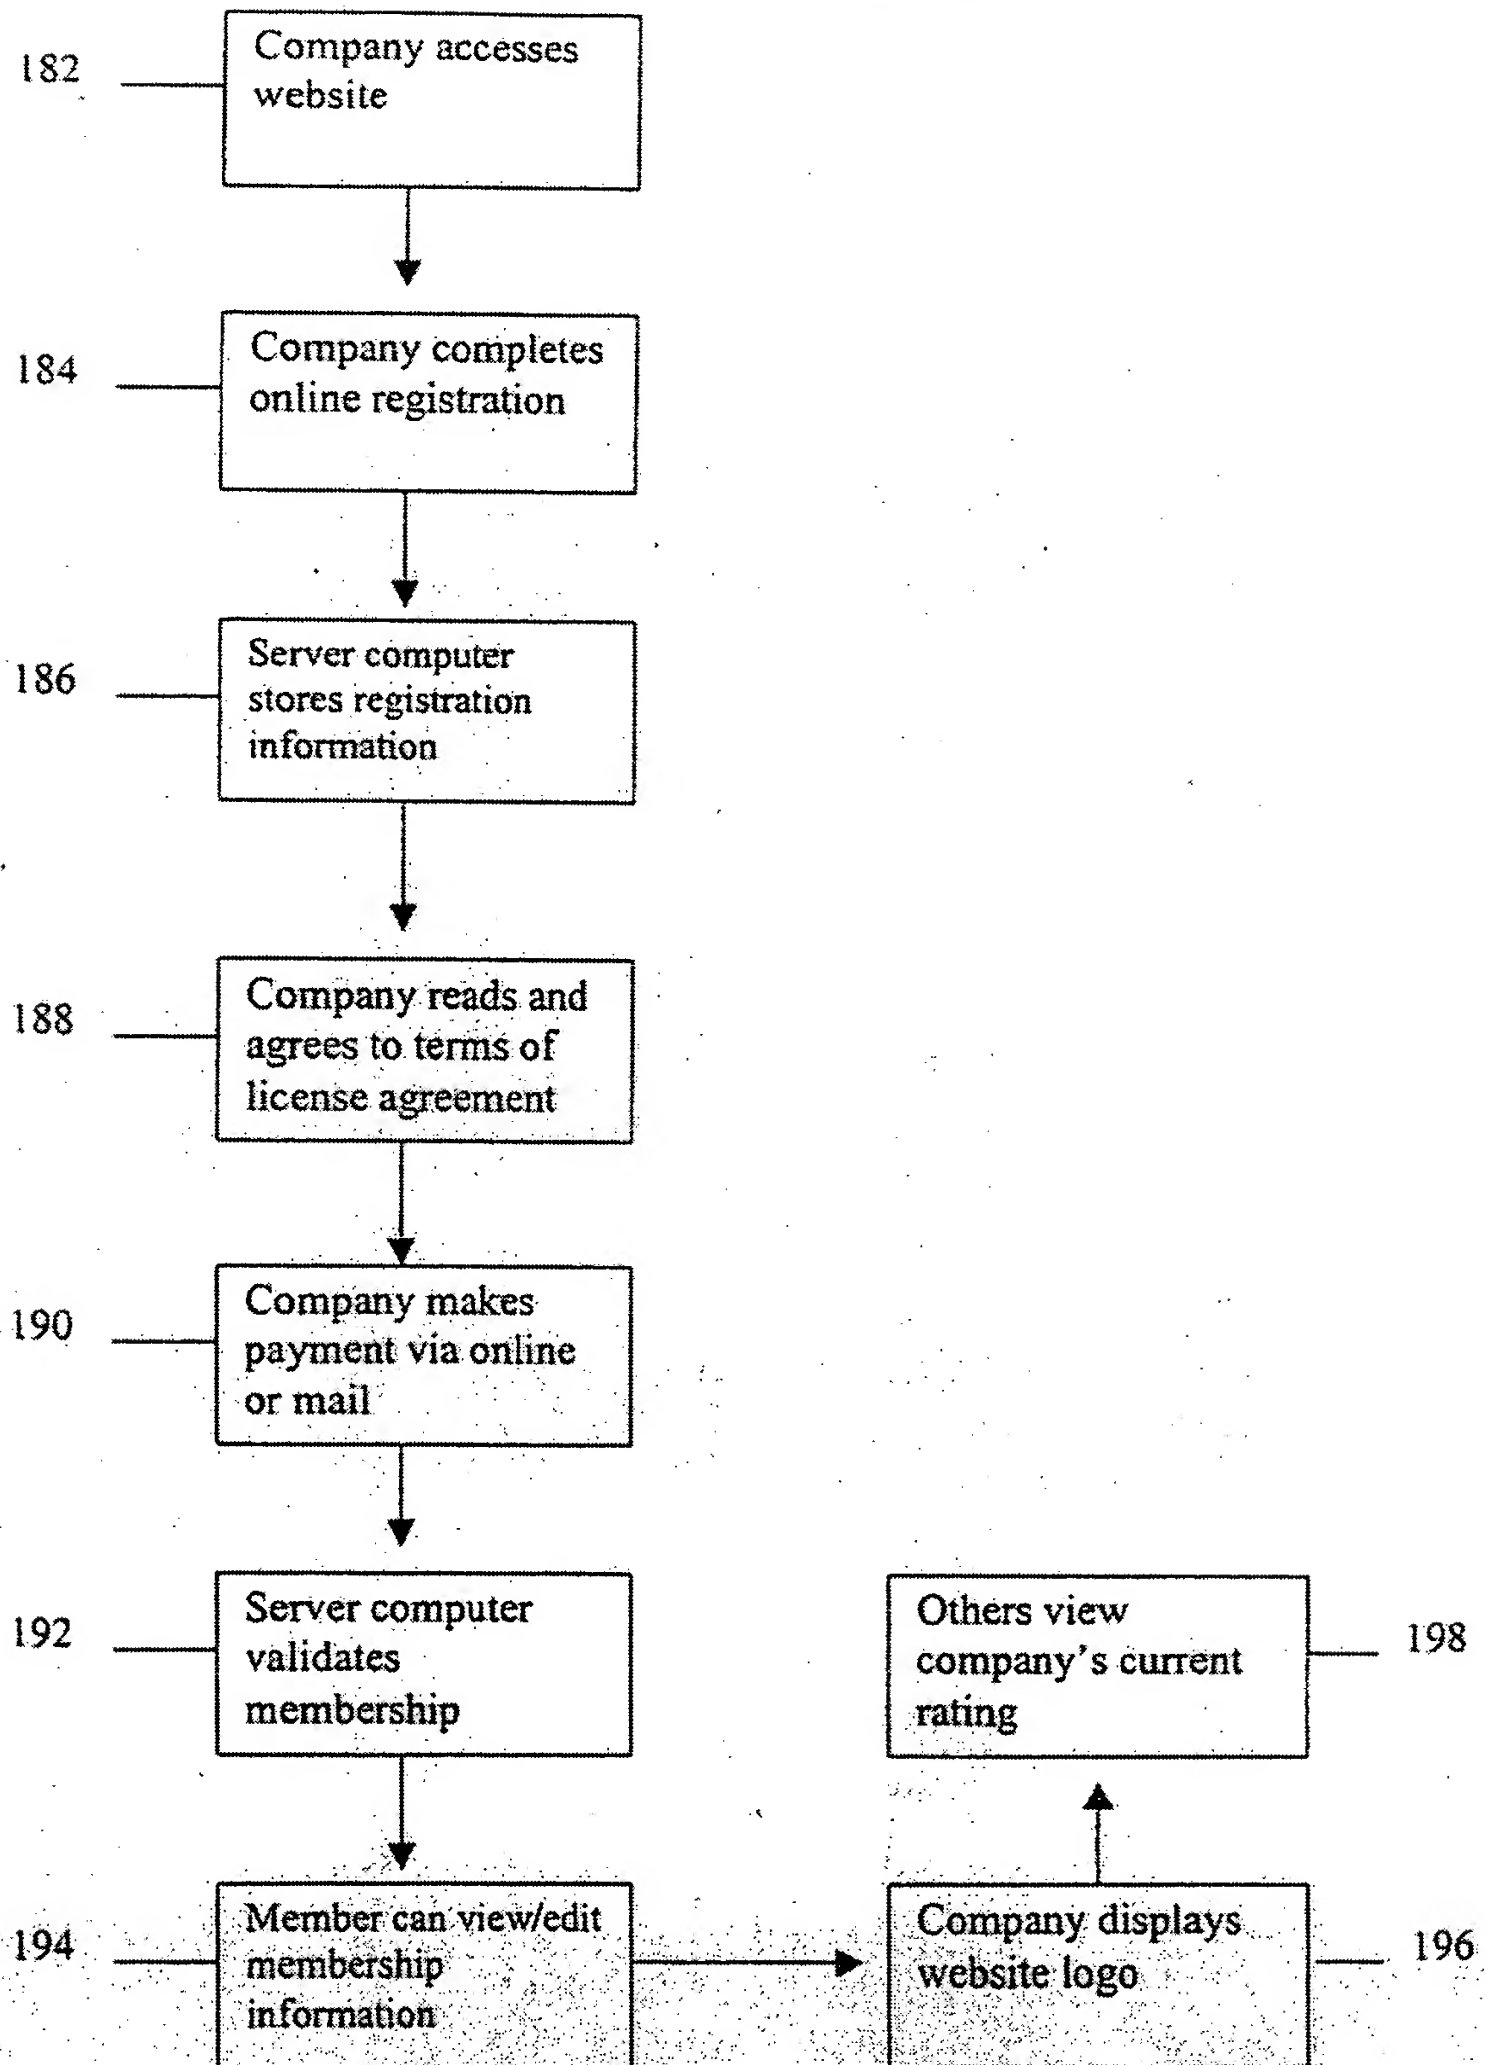 182
Company accesses
website
184
Company completes
online registration
186
Server computer
stores registration
information
188
Company reads and
agrees to terms of
license agreement
190
Company makes
payment via online
or mail
192
Server computer
validates
membership
194
Member can view/edit
membership
information
Company displays
website logo
196
Others view
company's current
rating
198